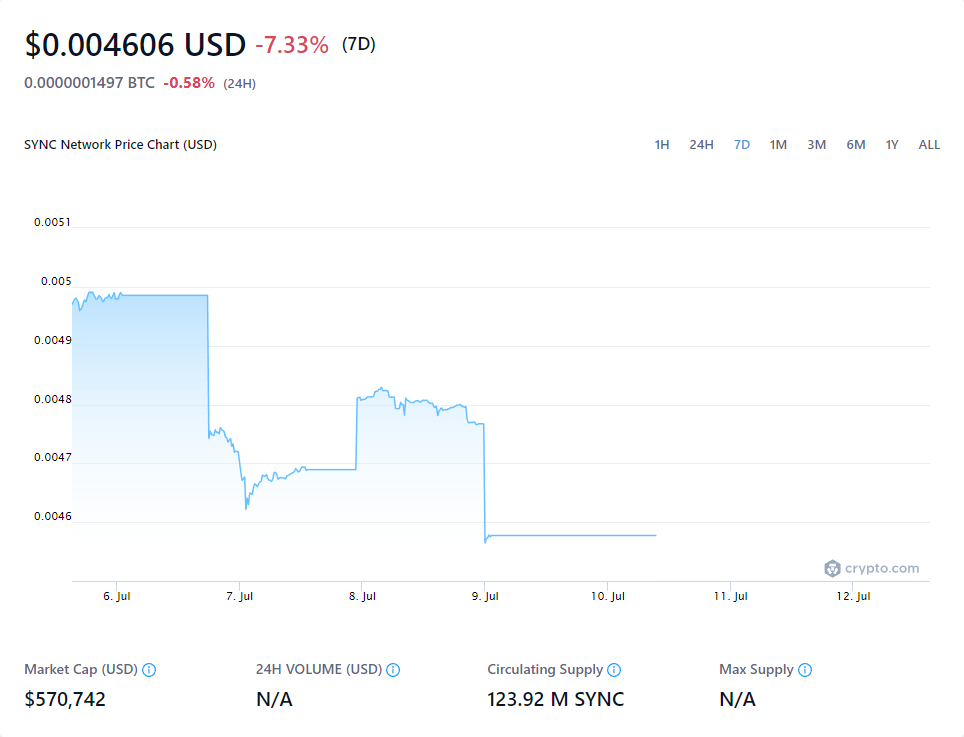 $0.004606 USD -7.33% (7D)
0.0000001497 BTC -0.58% (24H)
SYNC Network Price Chart (USD)
1H 24H 7D 1M 3M 6M 1Y ALL
0.0051
0.005
0.0049
0.0048
0.0047
0.0046
crypto.com
6. Jul 7. Jul 8. Jul 9. Jul 10. Jul 11. Jul 12. Jul
Market Cap (USD) 24H VOLUME (USD) Circulating Supply Max Supply
$570,742 N/A 123.92 M SYNC N/A